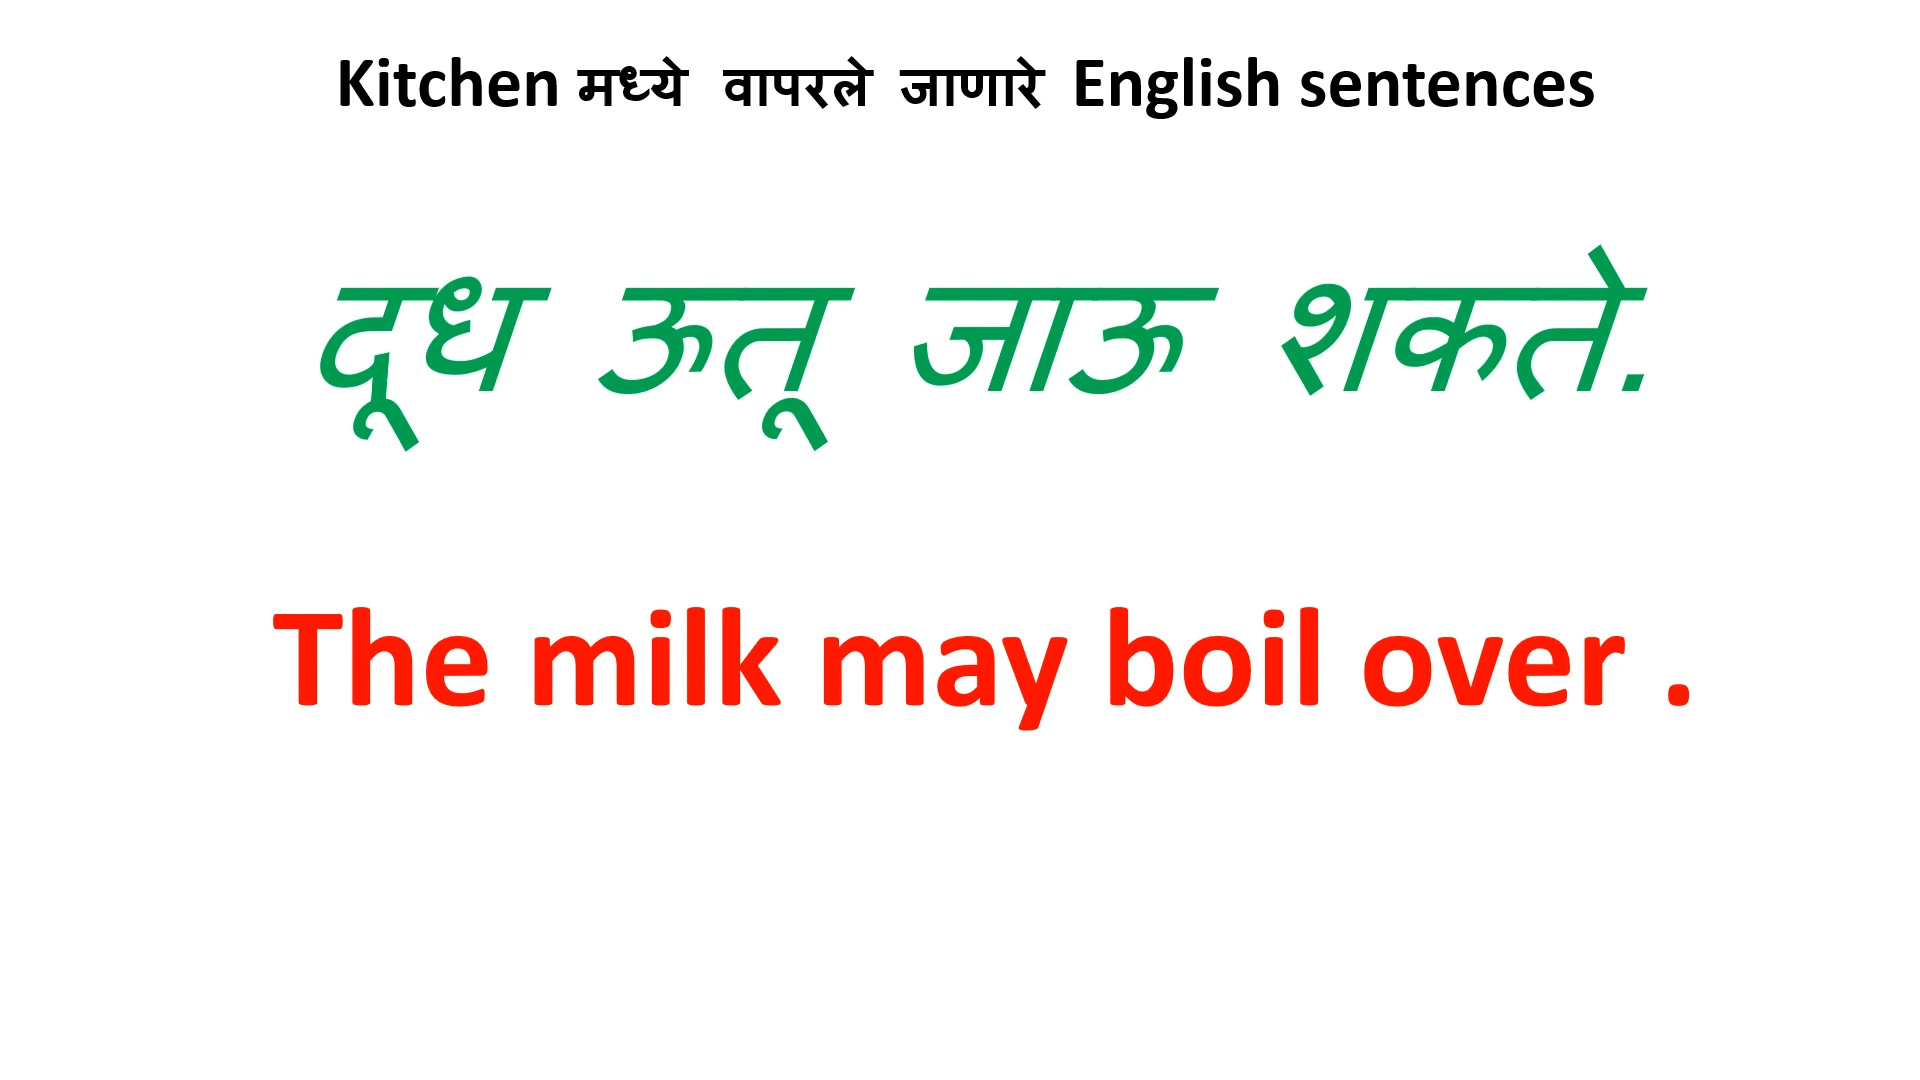 Kitchen मध्ये वापरले जाणारे English sentences
दूध ऊतू जाऊ शकते.
The milk may boil over .